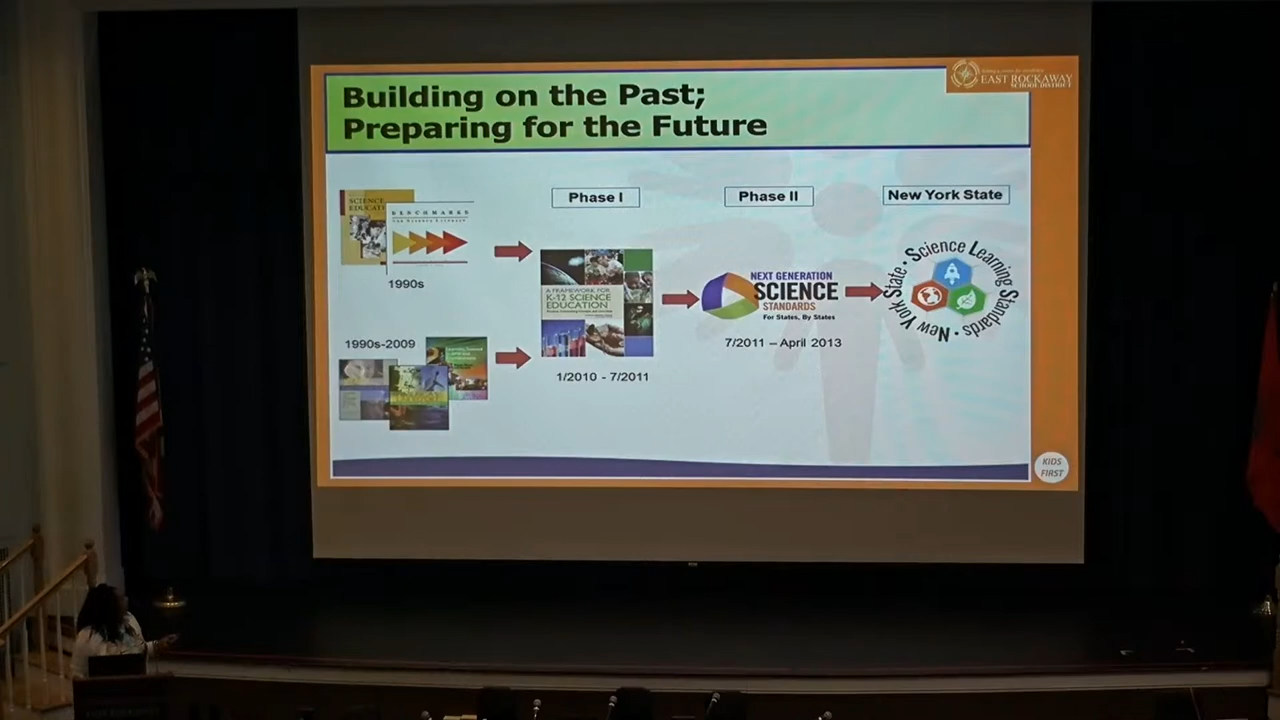 EAST ROCKAWAY
SCHOOL DISTRICT
Building on the Past;
Preparing for the Future
SCIENCE
BENCHMARKS
1990s
1990s-2009
Phase I
A FRAMEWORK FOR
K-12 SCIENCE
EDUCATION
1/2010 - 7/2011
Phase II
NEXT GENERATION
SCIENCE
STANDARDS
For States, By States
7/2011 – April 2013
New York State
New York State • Science Learning Standards •
KIDS
FIRST